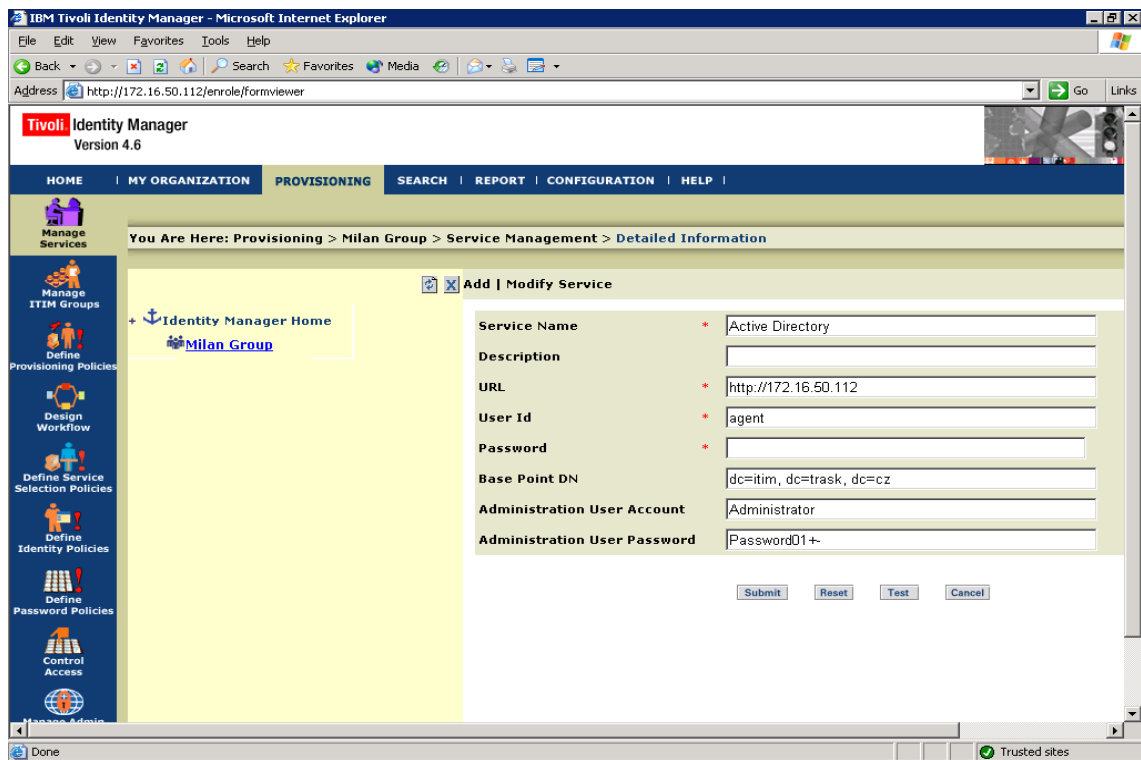 IBM Tivoli Identity Manager - Microsoft Internet Explorer
File Edit View Favorites Tools Help
Back Search Favorites Media
Address http://172.16.50.112/enrole/formviewer Go Links
Tivoli. Identity Manager
Version 4.6
HOME | MY ORGANIZATION PROVISIONING SEARCH | REPORT | CONFIGURATION | HELP |
Manage
Services
You Are Here: Provisioning > Milan Group > Service Management > Detailed Information
Manage
ITIM Groups
Define
Provisioning Policies
Design
Workflow
Define Service
Selection Policies
Define
Identity Policies
Define
Password Policies
Control
Access
Manage Admin
+ Identity Manager Home
Milan Group
Add | Modify Service
Service Name * Active Directory
Description
URL * http://172.16.50.112
User Id * agent
Password *
Base Point DN dc=itim, dc=trask, dc=cz
Administration User Account Administrator
Administration User Password Password01+-
Submit Reset Test Cancel
Done Trusted sites